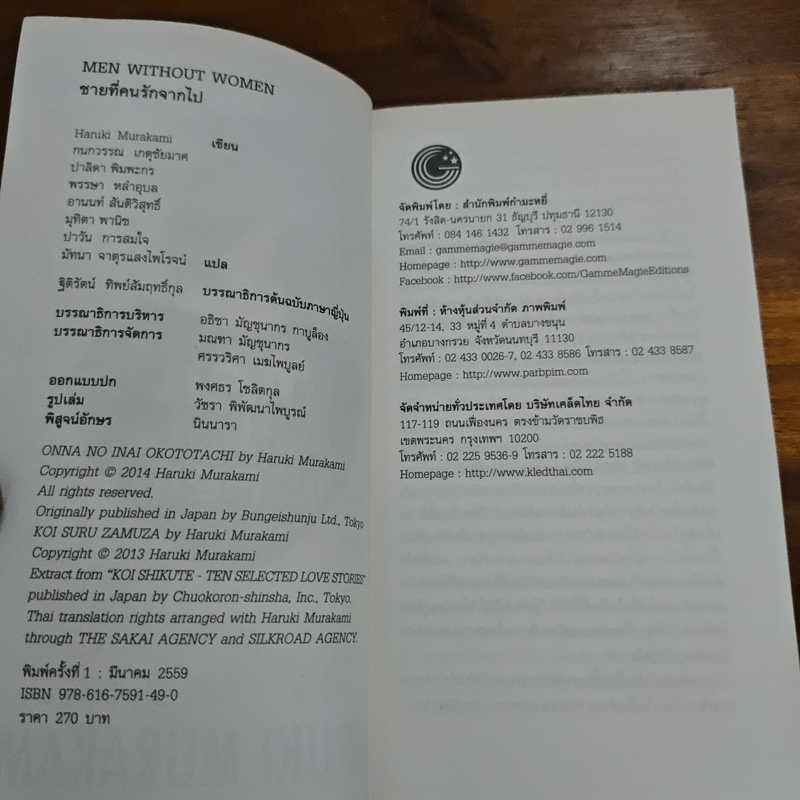 MEN WITHOUT WOMEN
ชายที่คนรักจากไป
Haruki Murakami เขียน
กนกวรรณ เกตุชัยมาศ
ปาลิดา พิมพะกร
พรรษา หลำอุบล
อานนท์ สันติวิสุทธิ์
มุทิตา พานิช
ปาวัน การสมใจ
มัทนา จาตุรแสงไพโรจน์ แปล
ฐิติรัตน์ ทิพย์สัมฤทธิ์กุล บรรณาธิการต้นฉบับภาษาญี่ปุ่น
บรรณาธิการบริหาร อธิชา มัญชุนากร กาบูล็อง
บรรณาธิการจัดการ มณฑา มัญชุนากร
ศรรวริศา เมฆไพบูลย์
ออกแบบปก พงศธร โชลิตกุล
รูปเล่ม วัชรา พิพัฒนาไพบูรณ์
พิสูจน์อักษร นินนารา
ONNA NO INAI OKOTOTACHI by Haruki Murakami
Copyright © 2014 Haruki Murakami
All rights reserved.
Originally published in Japan by Bungeishunju Ltd., Tokyo
KOI SURU ZAMUZA by Haruki Murakami
Copyright © 2013 Haruki Murakami
Extract from "KOI SHIKUTE - TEN SELECTED LOVE STORIES"
published in Japan by Chuokoron-shinsha, Inc., Tokyo.
Thai translation rights arranged with Haruki Murakami
through THE SAKAI AGENCY and SILKROAD AGENCY.
พิมพ์ครั้งที่ 1 : มีนาคม 2559
ISBN 978-616-7591-49-0
ราคา 270 บาท
จัดพิมพ์โดย : สำนักพิมพ์กำมะหยี่
74/1 รังสิต-นครนายก 31 ธัญบุรี ปทุมธานี 12130
โทรศัพท์ : 084 146 1432 โทรสาร : 02 996 1514
Email : gammemagie@gammemagie.com
Homepage : http://www.gammemagie.com
Facebook : http://www.facebook.com/GammeMagieEditions
พิมพ์ที่ : ห้างหุ้นส่วนจำกัด ภาพพิมพ์
45/12-14, 33 หมู่ที่ 4 ตำบลบางขนุน
อำเภอบางกรวย จังหวัดนนทบุรี 11130
โทรศัพท์ : 02 433 0026-7, 02 433 8586 โทรสาร : 02 433 8587
Homepage : http://www.parbpim.com
จัดจำหน่ายทั่วประเทศโดย บริษัทเคล็ดไทย จำกัด
117-119 ถนนเฟื่องนคร ตรงข้ามวัดราชบพิธ
เขตพระนคร กรุงเทพฯ 10200
โทรศัพท์ : 02 225 9536-9 โทรสาร : 02 222 5188
Homepage : http://www.kledthai.com